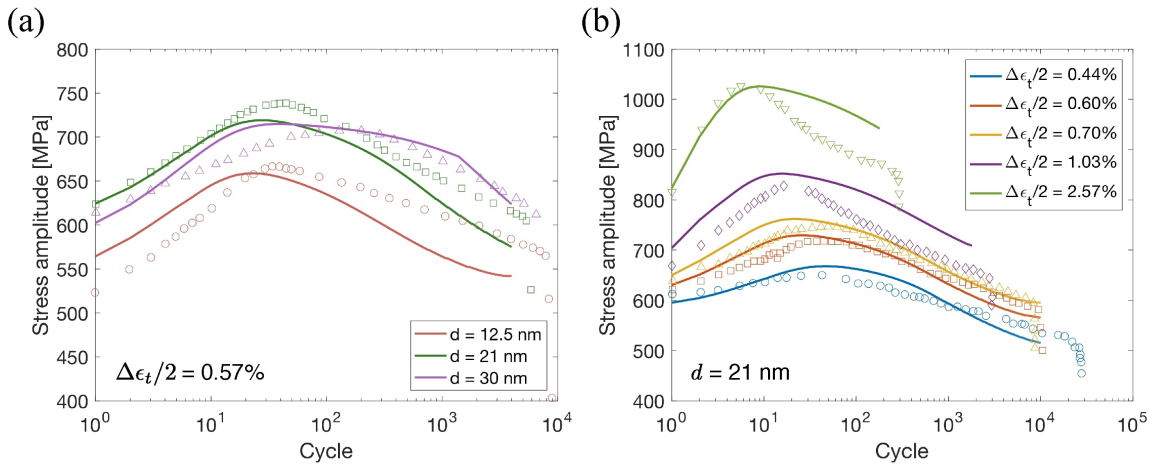 (a)
800
750
700
650
600
550
500
450
400
Stress amplitude [MPa]
10^0
10^1
10^2
10^3
10^4
Cycle
d = 12.5 nm
d = 21 nm
d = 30 nm
Δϵ_t/2 = 0.57%
(b)
1100
1000
900
800
700
600
500
400
Stress amplitude [MPa]
10^0
10^1
10^2
10^3
10^4
10^5
Cycle
Δϵ_t/2 = 0.44%
Δϵ_t/2 = 0.60%
Δϵ_t/2 = 0.70%
Δϵ_t/2 = 1.03%
Δϵ_t/2 = 2.57%
d = 21 nm